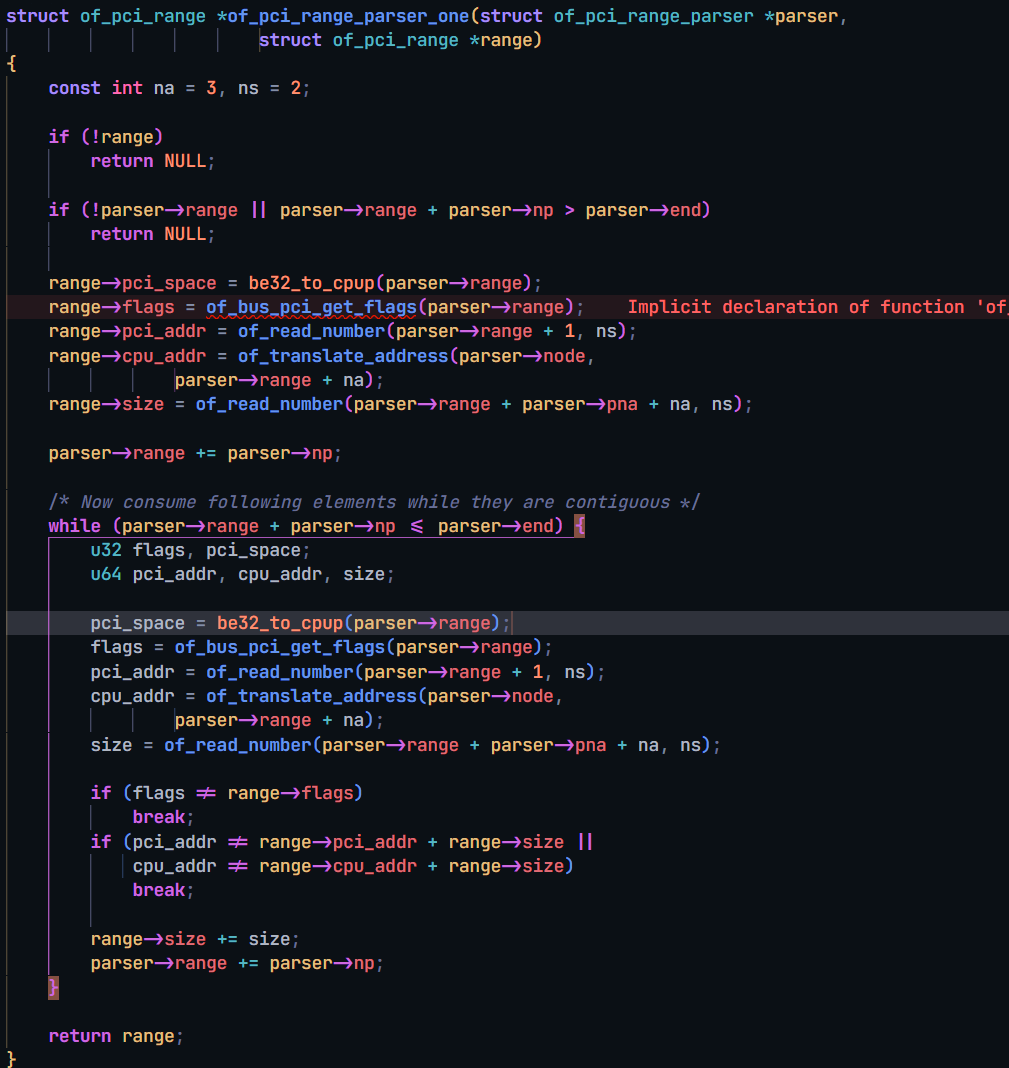 struct of_pci_range *of_pci_range_parser_one(struct of_pci_range_parser *parser,
                        struct of_pci_range *range)
{
    const int na = 3, ns = 2;

    if (!range)
        return NULL;

    if (!parser->range || parser->range + parser->np > parser->end)
        return NULL;

    range->pci_space = be32_to_cpup(parser->range);
    range->flags = of_bus_pci_get_flags(parser->range);    Implicit declaration of function 'of_
    range->pci_addr = of_read_number(parser->range + 1, ns);
    range->cpu_addr = of_translate_address(parser->node,
                parser->range + na);
    range->size = of_read_number(parser->range + parser->pna + na, ns);

    parser->range += parser->np;

    /* Now consume following elements while they are contiguous */
    while (parser->range + parser->np <= parser->end) {
        u32 flags, pci_space;
        u64 pci_addr, cpu_addr, size;

        pci_space = be32_to_cpup(parser->range);
        flags = of_bus_pci_get_flags(parser->range);
        pci_addr = of_read_number(parser->range + 1, ns);
        cpu_addr = of_translate_address(parser->node,
                parser->range + na);
        size = of_read_number(parser->range + parser->pna + na, ns);

        if (flags != range->flags)
            break;
        if (pci_addr != range->pci_addr + range->size ||
            cpu_addr != range->cpu_addr + range->size)
            break;

        range->size += size;
        parser->range += parser->np;
    }

    return range;
}